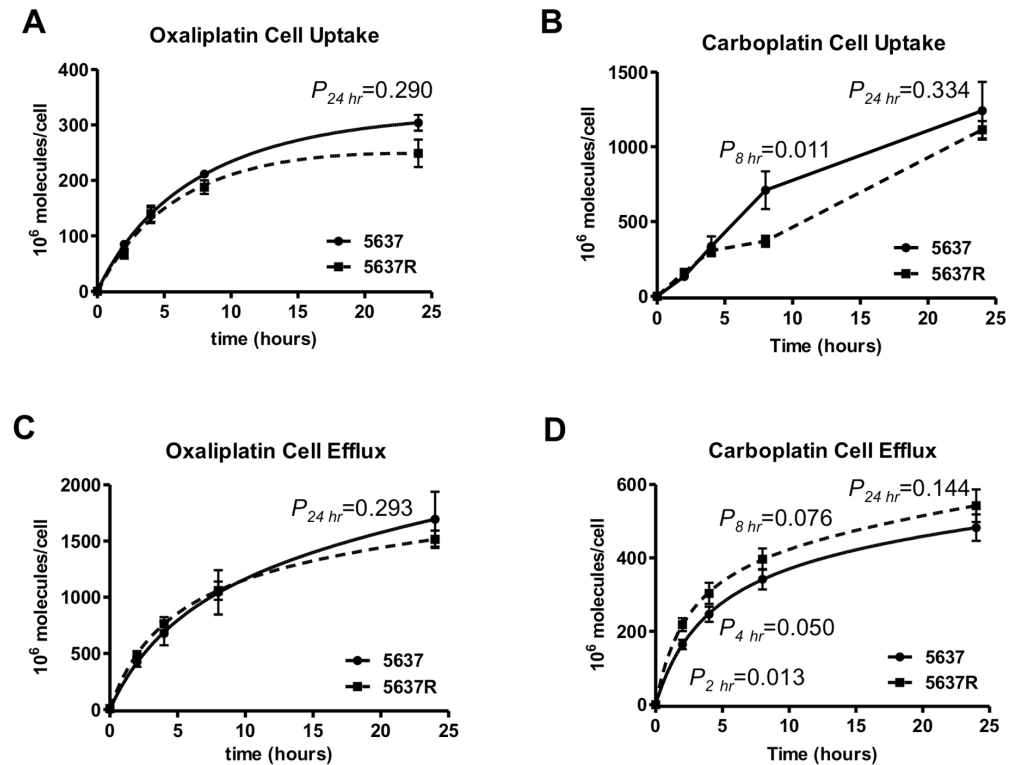 A
Oxaliplatin Cell Uptake
P24 hr=0.290
10^6 molecules/cell
400
300
200
100
0
5637
5637R
0 5 10 15 20 25
time (hours)
B
Carboplatin Cell Uptake
P24 hr=0.334
P8 hr=0.011
10^6 molecules/cell
1500
1000
500
0
5637
5637R
0 5 10 15 20 25
Time (hours)
C
Oxaliplatin Cell Efflux
P24 hr=0.293
10^6 molecules/cell
2000
1500
1000
500
0
5637
5637R
0 5 10 15 20 25
time (hours)
D
Carboplatin Cell Efflux
P24 hr=0.144
P8 hr=0.076
P4 hr=0.050
P2 hr=0.013
10^6 molecules/cell
600
400
200
0
5637
5637R
0 5 10 15 20 25
Time (hours)